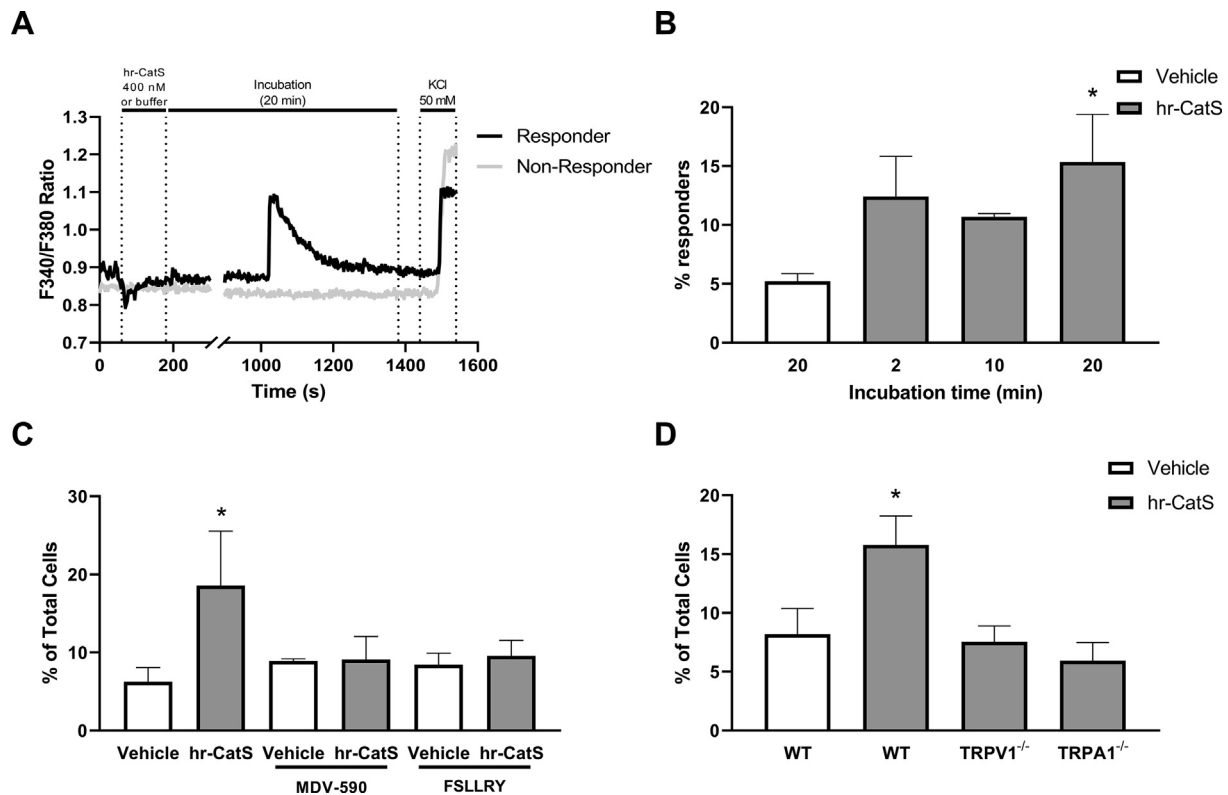 A
hr-CatS
400 nM
or buffer
Incubation
(20 min)
KCl
50 mM
Responder
Non-Responder
F340/F380 Ratio
1.3
1.2
1.1
1.0
0.9
0.8
0.7
0 200 1000 1200 1400 1600
Time (s)
B
Vehicle
hr-CatS
% responders
20
15
10
5
0
*
20 2 10 20
Incubation time (min)
C
% of Total Cells
30
20
10
0
*
Vehicle hr-CatS Vehicle hr-CatS Vehicle hr-CatS
MDV-590 FSLLRY
D
Vehicle
hr-CatS
% of Total Cells
20
15
10
5
0
*
WT WT TRPV1-/- TRPA1-/-